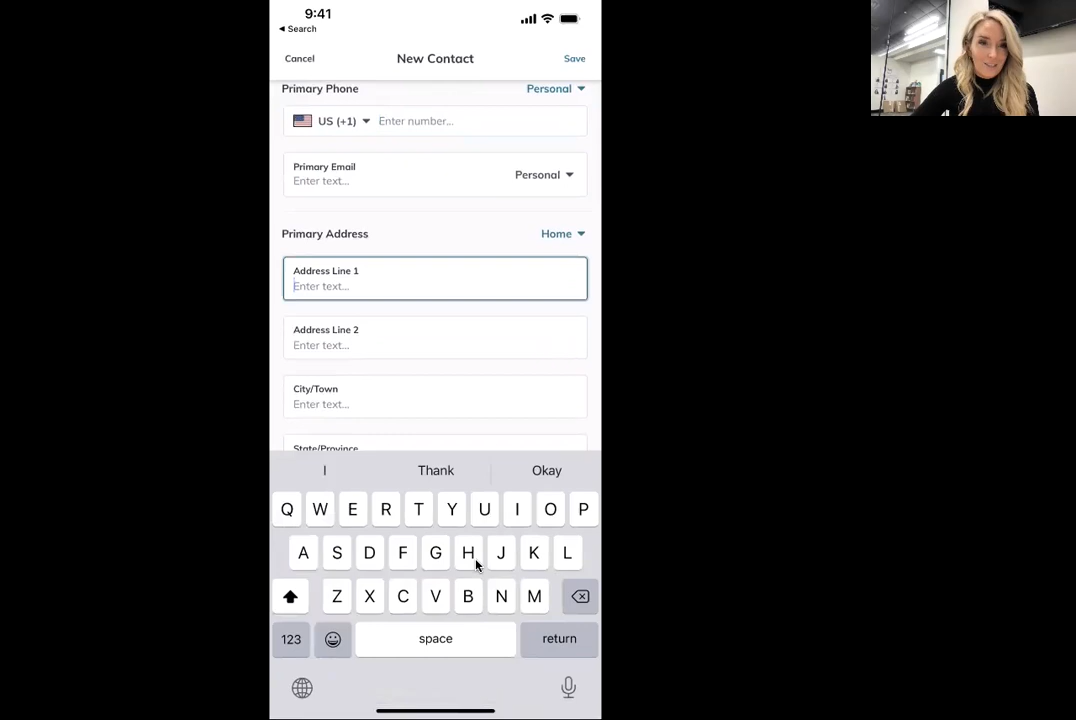 9:41
◀ Search
Cancel New Contact Save
Primary Phone Personal
US (+1) Enter number...
Primary Email
Enter text... Personal
Primary Address Home
Address Line 1
Enter text...
Address Line 2
Enter text...
City/Town
Enter text...
State/Province
I Thank Okay
Q W E R T Y U I O P
A S D F G H J K L
Z X C V B N M
123 space return